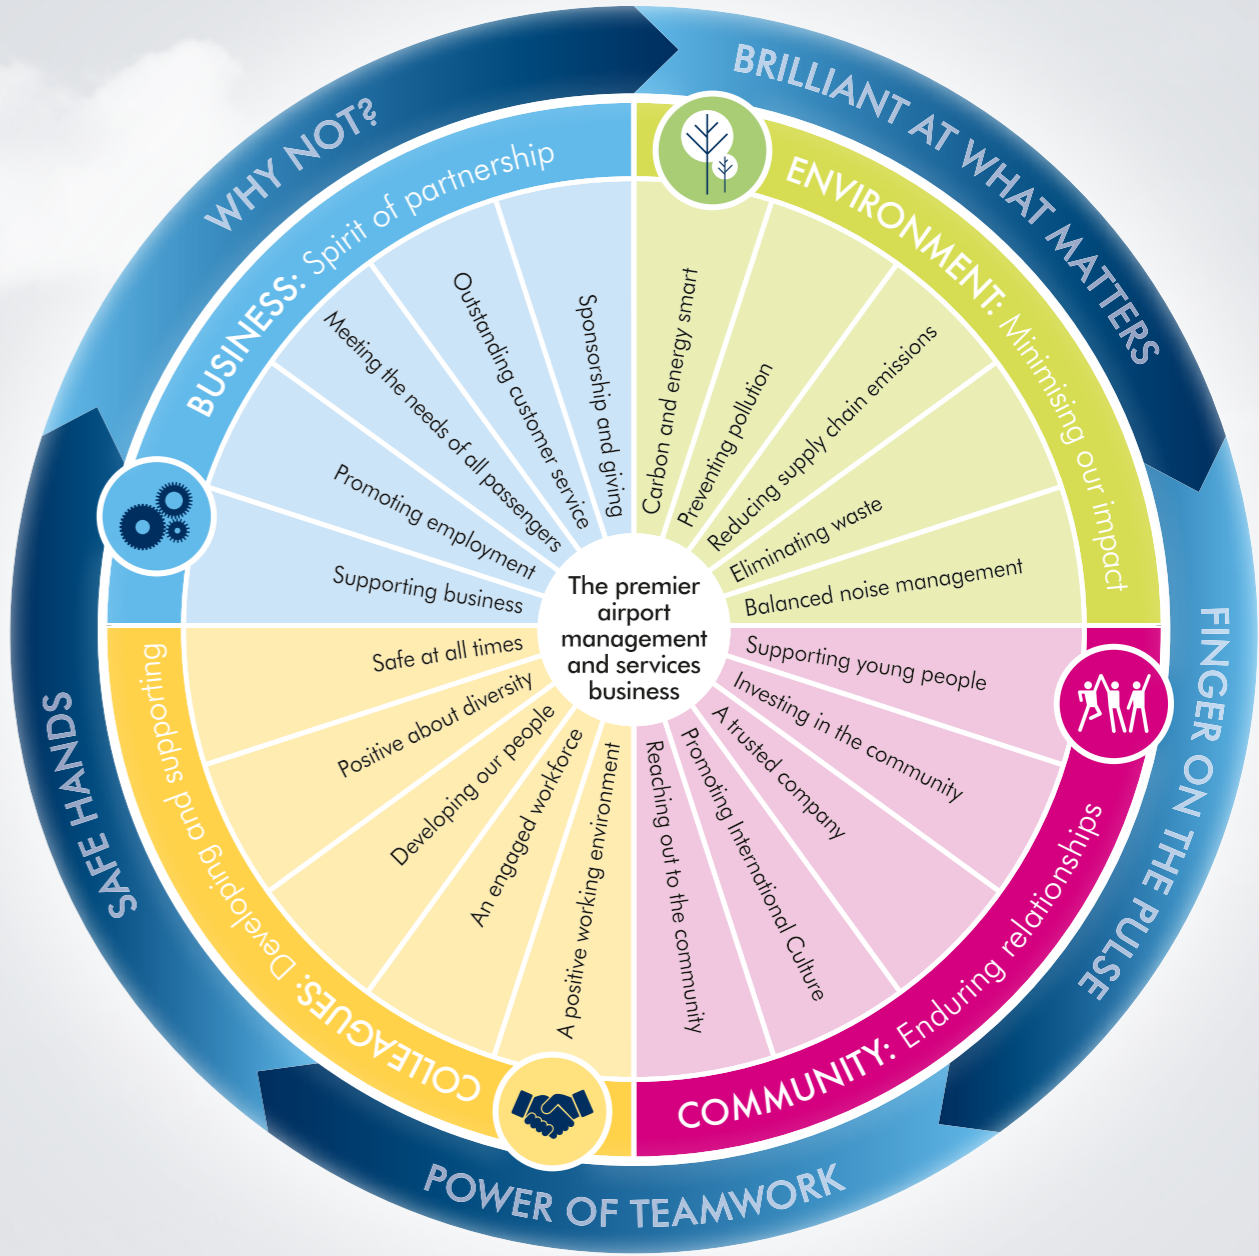 WHY NOT?
BRILLIANT AT WHAT MATTERS
FINGER ON THE PULSE
POWER OF TEAMWORK
SAFE HANDS
BUSINESS: Spirit of partnership
Supporting business
Promoting employment
Meeting the needs of all passengers
Outstanding customer service
Sponsorship and giving
ENVIRONMENT: Minimising our impact
Carbon and energy smart
Preventing pollution
Reducing supply chain emissions
Eliminating waste
Balanced noise management
COMMUNITY: Enduring relationships
Supporting young people
Investing in the community
A trusted company
Promoting International Culture
Reaching out to the community
COLLEAGUES: Developing and supporting
A positive working environment
An engaged workforce
Developing our people
Positive about diversity
Safe at all times
The premier
airport
management
and services
business